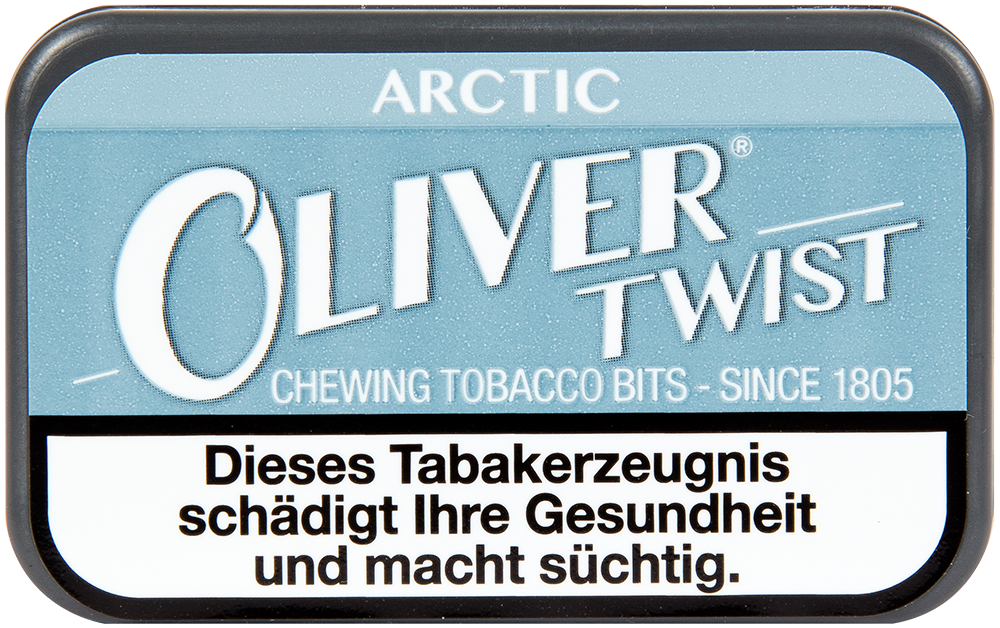 ARCTIC
OLIVER®
TWIST
CHEWING TOBACCO BITS - SINCE 1805
Dieses Tabakerzeugnis
schädigt Ihre Gesundheit
und macht süchtig.